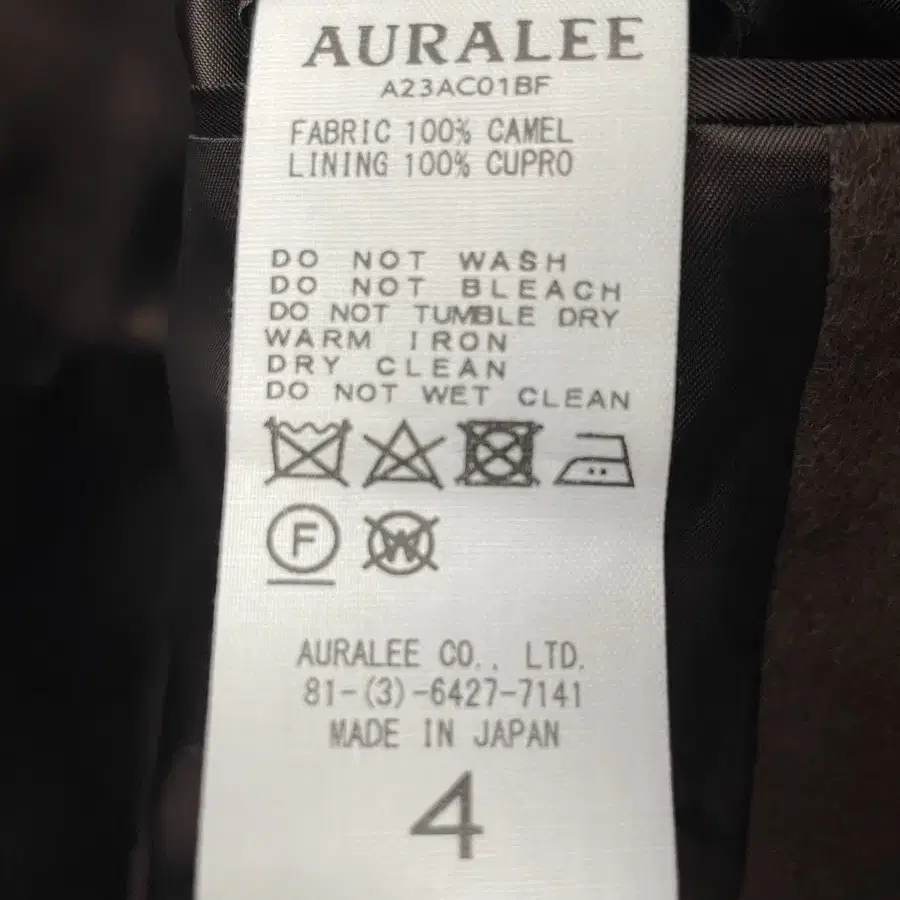 AURALEE
A23AC01BF
FABRIC 100% CAMEL
LINING 100% CUPRO
DO NOT WASH
DO NOT BLEACH
DO NOT TUMBLE DRY
WARM IRON
DRY CLEAN
DO NOT WET CLEAN
F W
AURALEE CO., LTD.
81-(3)-6427-7141
MADE IN JAPAN
4